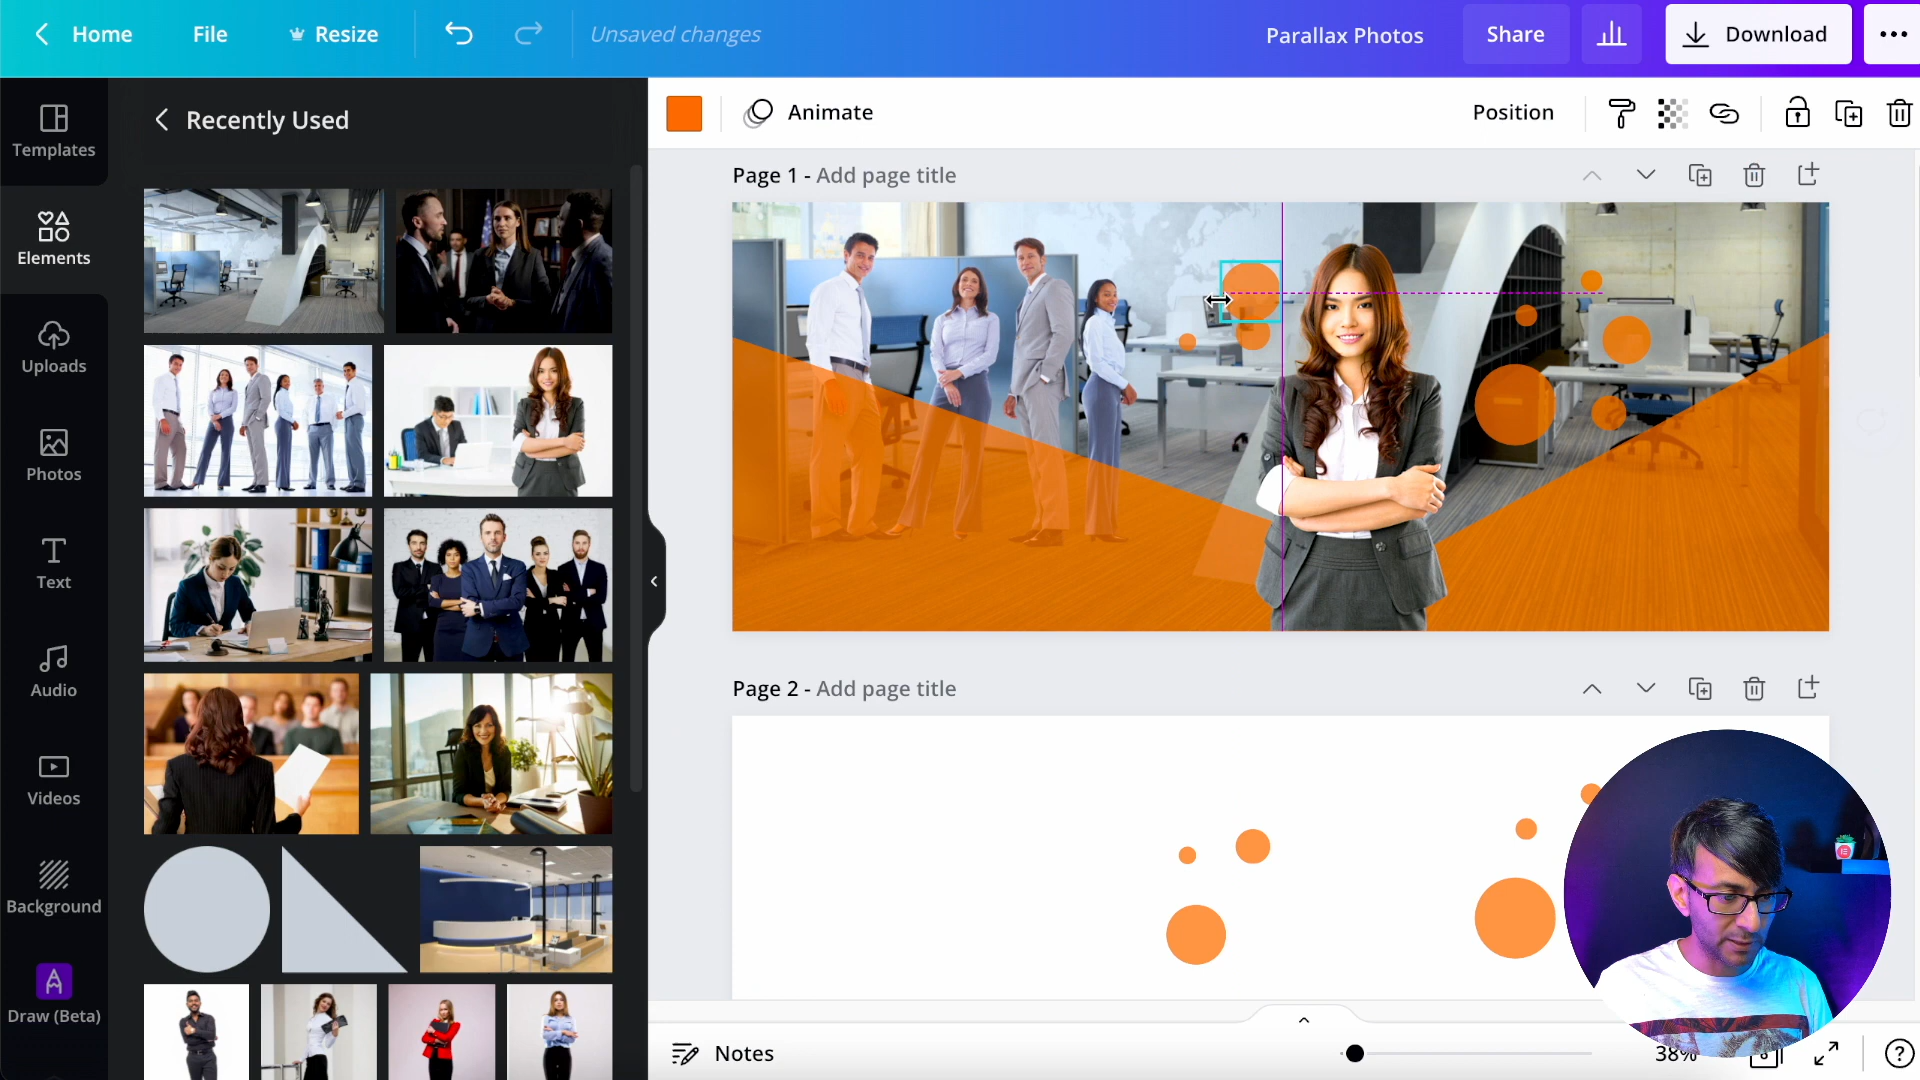 Home
File
Resize
Unsaved changes
Parallax Photos
Share
Download
Templates
Elements
Uploads
Photos
Text
Audio
Videos
Background
Draw (Beta)
Recently Used
Animate
Position
Page 1 - Add page title
Page 2 - Add page title
Notes
38%